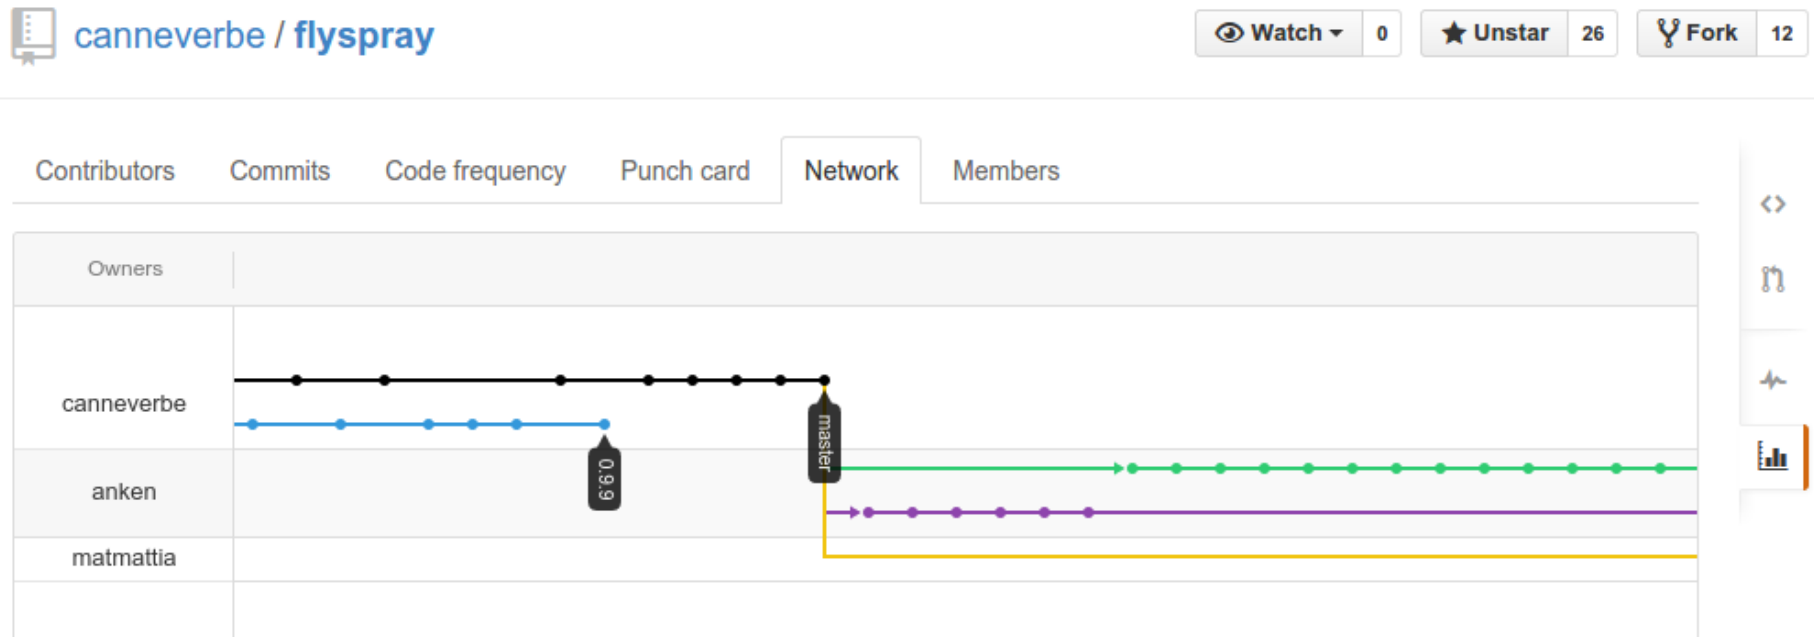 canneverbe / flyspray
Watch 0 Unstar 26 Fork 12
Contributors Commits Code frequency Punch card Network Members
Owners
canneverbe
master
0.9.9
anken
matmattia